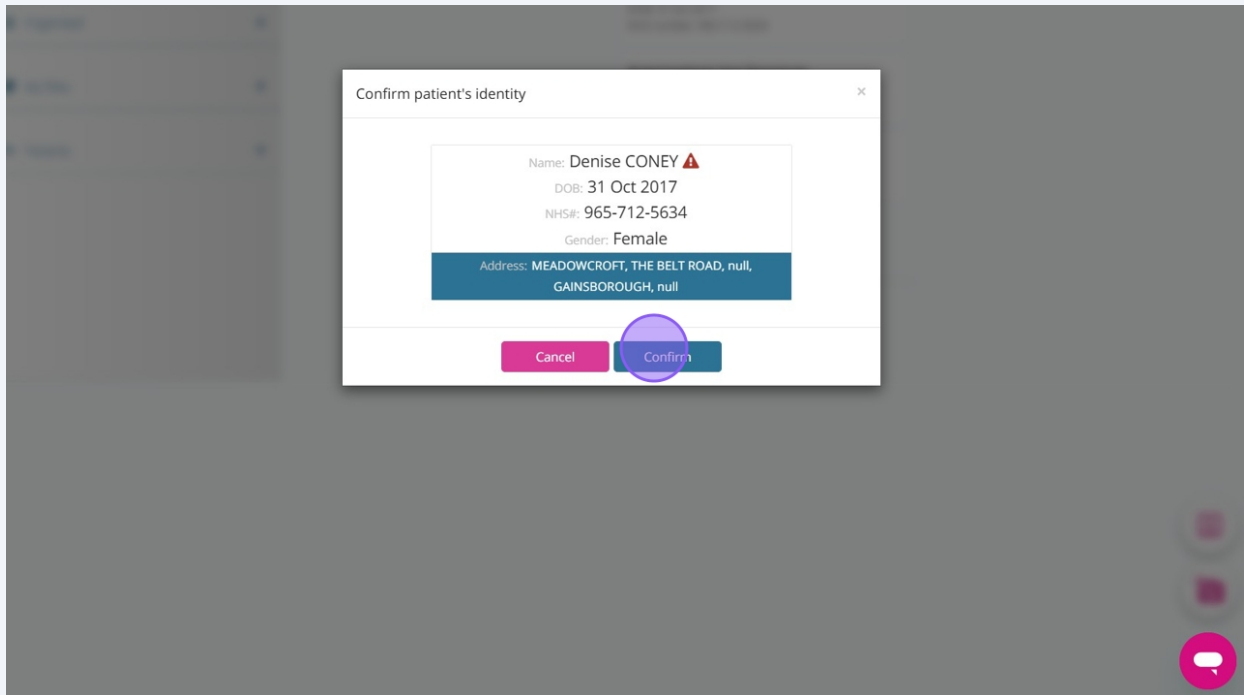 Confirm patient's identity ×
Name: Denise CONEY
DOB: 31 Oct 2017
NHS#: 965-712-5634
Gender: Female
Address: MEADOWCROFT, THE BELT ROAD, null,
GAINSBOROUGH, null
Cancel Confirm